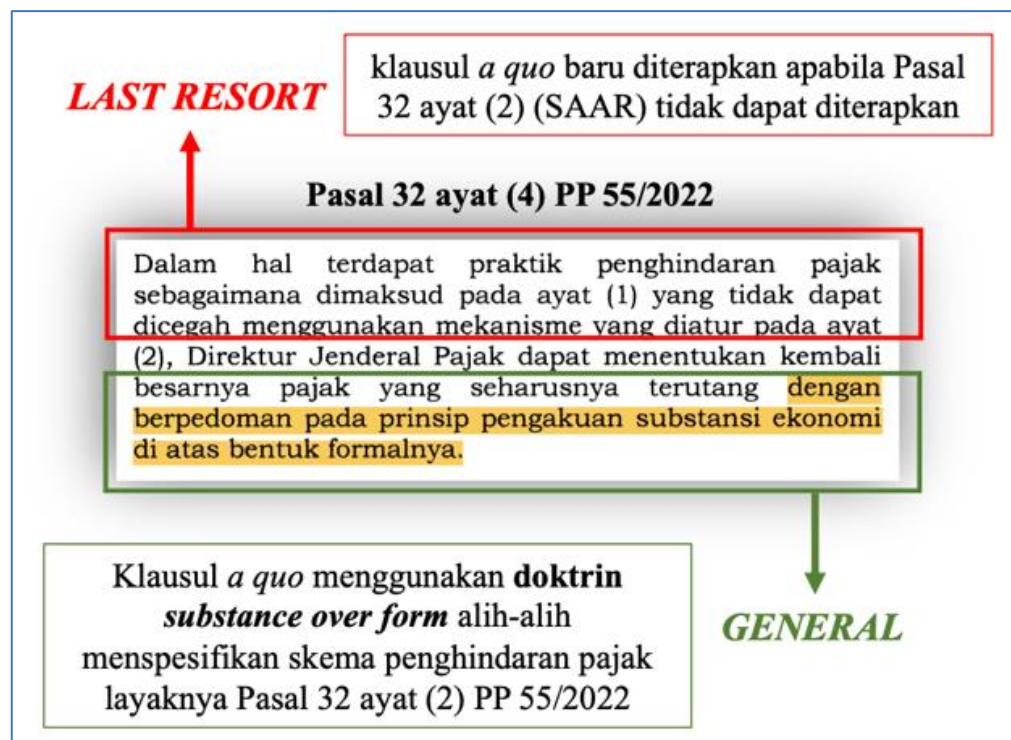 klausul a quo baru diterapkan apabila Pasal
32 ayat (2) (SAAR) tidak dapat diterapkan
LAST RESORT
Pasal 32 ayat (4) PP 55/2022
Dalam hal terdapat praktik penghindaran pajak
sebagaimana dimaksud pada ayat (1) yang tidak dapat
dicegah menggunakan mekanisme yang diatur pada ayat
(2), Direktur Jenderal Pajak dapat menentukan kembali
besarnya pajak yang seharusnya terutang dengan
berpedoman pada prinsip pengakuan substansi ekonomi
di atas bentuk formalnya.
Klausul a quo menggunakan doktrin
substance over form alih-alih
menspesifikan skema penghindaran pajak
layaknya Pasal 32 ayat (2) PP 55/2022
GENERAL